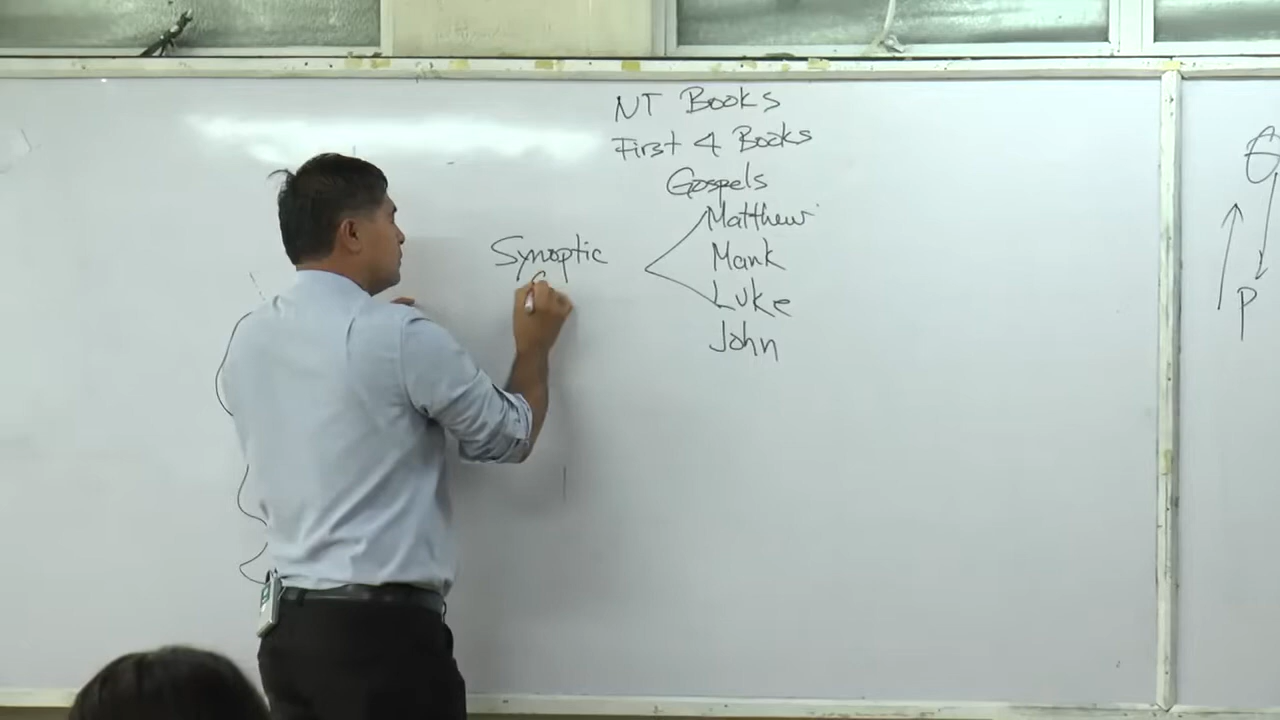 NT Books
First 4 Books
Gospels
Matthew
Synoptic
Mark
Luke
John
G
P